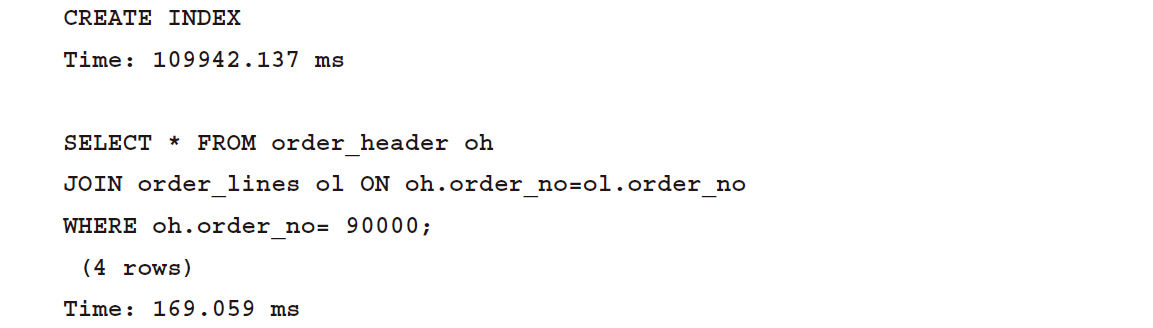 CREATE INDEX
Time: 109942.137 ms
SELECT * FROM order_header oh
JOIN order_lines ol ON oh.order_no=ol.order_no
WHERE oh.order_no= 90000;
(4 rows)
Time: 169.059 ms